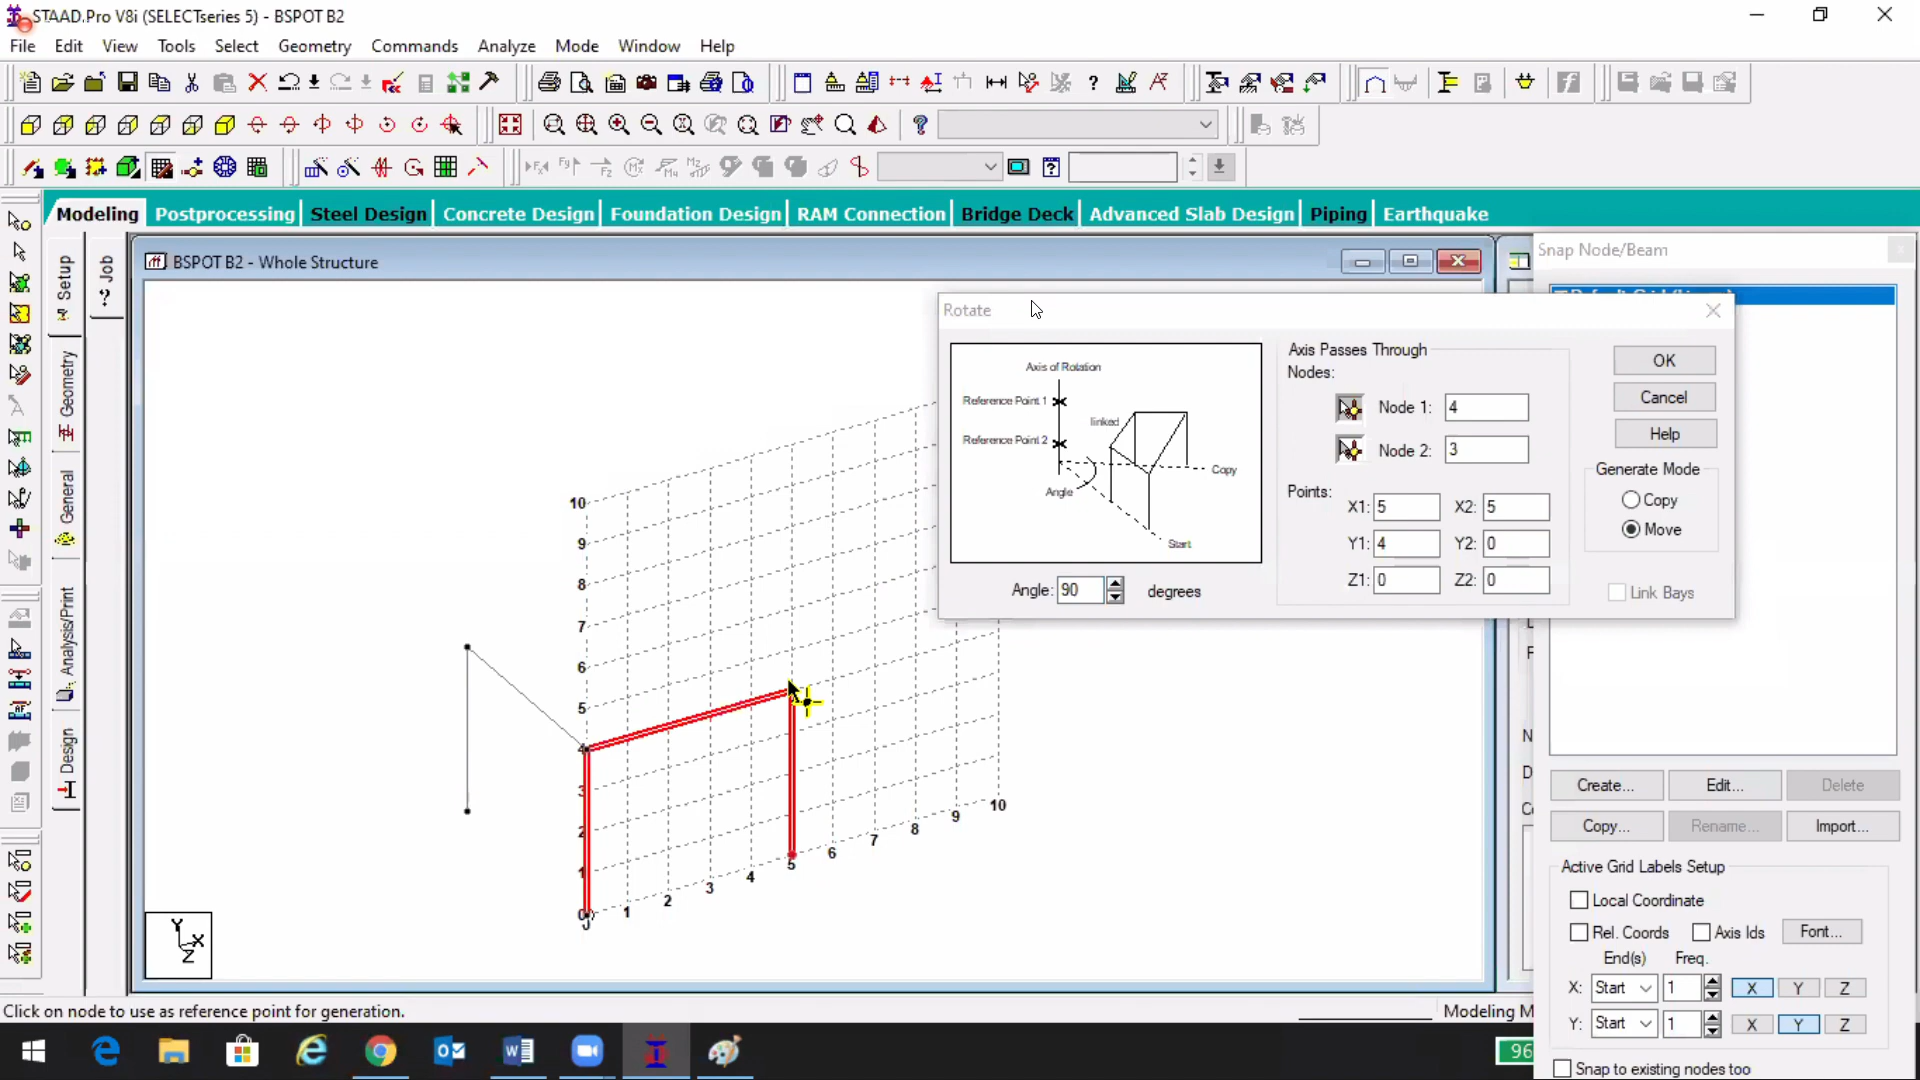 STAAD.Pro V8i (SELECTseries 5) - BSPOT B2
File Edit View Tools Select Geometry Commands Analyze Mode Window Help
Modeling Postprocessing Steel Design Concrete Design Foundation Design RAM Connection Bridge Deck Advanced Slab Design Piping Earthquake
Setup
Geometry
General
Analysis/Print
Design
Job
BSPOT B2 - Whole Structure
10
9
8
7
6
5
4
3
2
1
0
1
2
3
4
5
6
7
8
9
10
Y
X
Z
Rotate
Axis of Rotation
Reference Point 1
linked
Reference Point 2
Copy
Angle
Start
Angle: 90 degrees
Axis Passes Through
Nodes:
Node 1: 4
Node 2: 3
Points:
X1: 5 X2: 5
Y1: 4 Y2: 0
Z1: 0 Z2: 0
OK
Cancel
Help
Generate Mode
Copy
Move
Link Bays
Snap Node/Beam
Create... Edit... Delete
Copy... Rename... Import...
Active Grid Labels Setup
Local Coordinate
Rel. Coords Axis Ids Font...
End(s) Freq.
X: Start 1 X Y Z
Y: Start 1 X Y Z
Snap to existing nodes too
Click on node to use as reference point for generation.
Modeling M
96